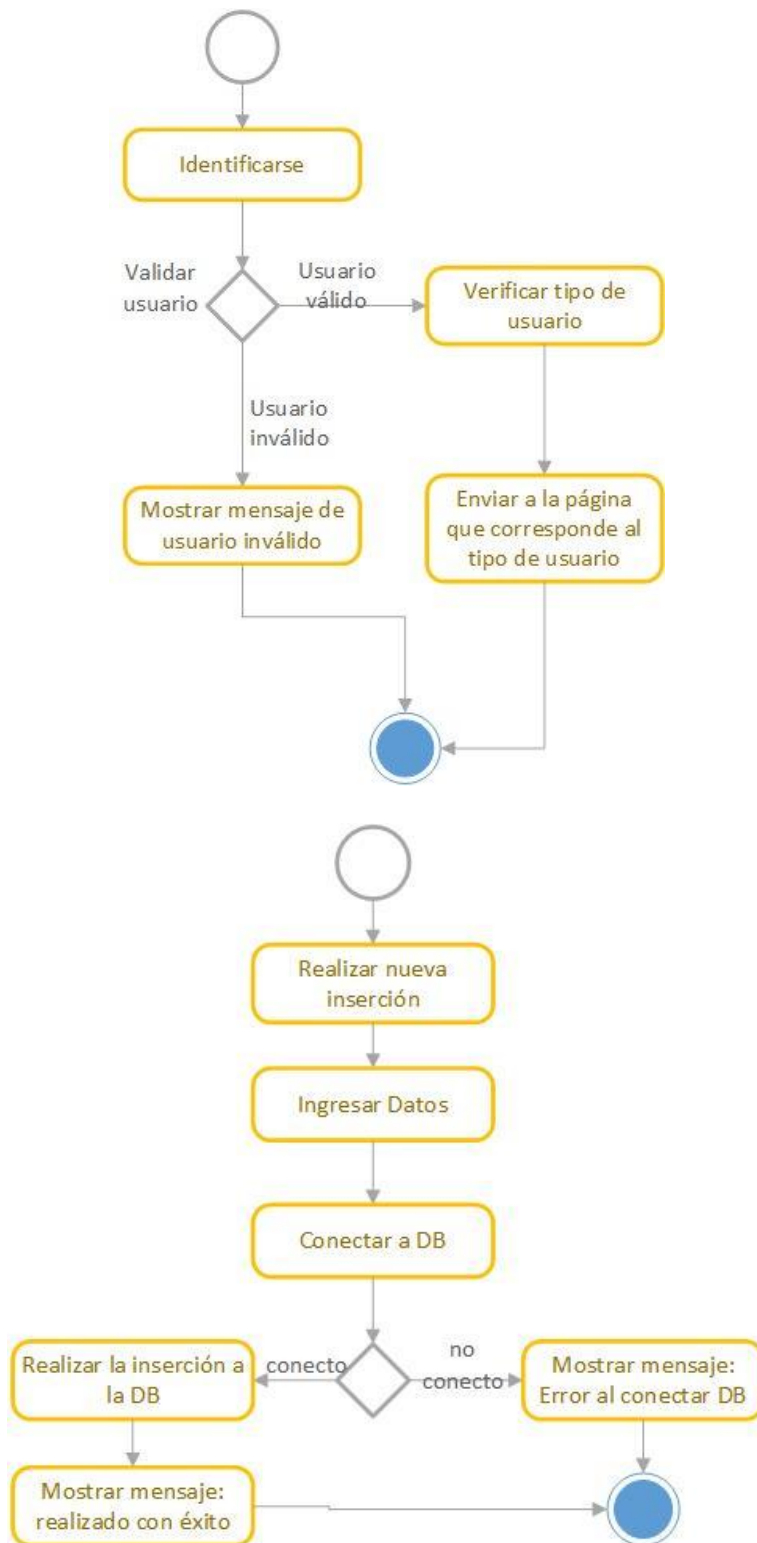 Identificarse
Validar
usuario
Usuario
válido
Verificar tipo de
usuario
Usuario
inválido
Mostrar mensaje de
usuario inválido
Enviar a la página
que corresponde al
tipo de usuario
Realizar nueva
inserción
Ingresar Datos
Conectar a DB
Realizar la inserción a
la DB
conecto
no
conecto
Mostrar mensaje:
Error al conectar DB
Mostrar mensaje:
realizado con éxito